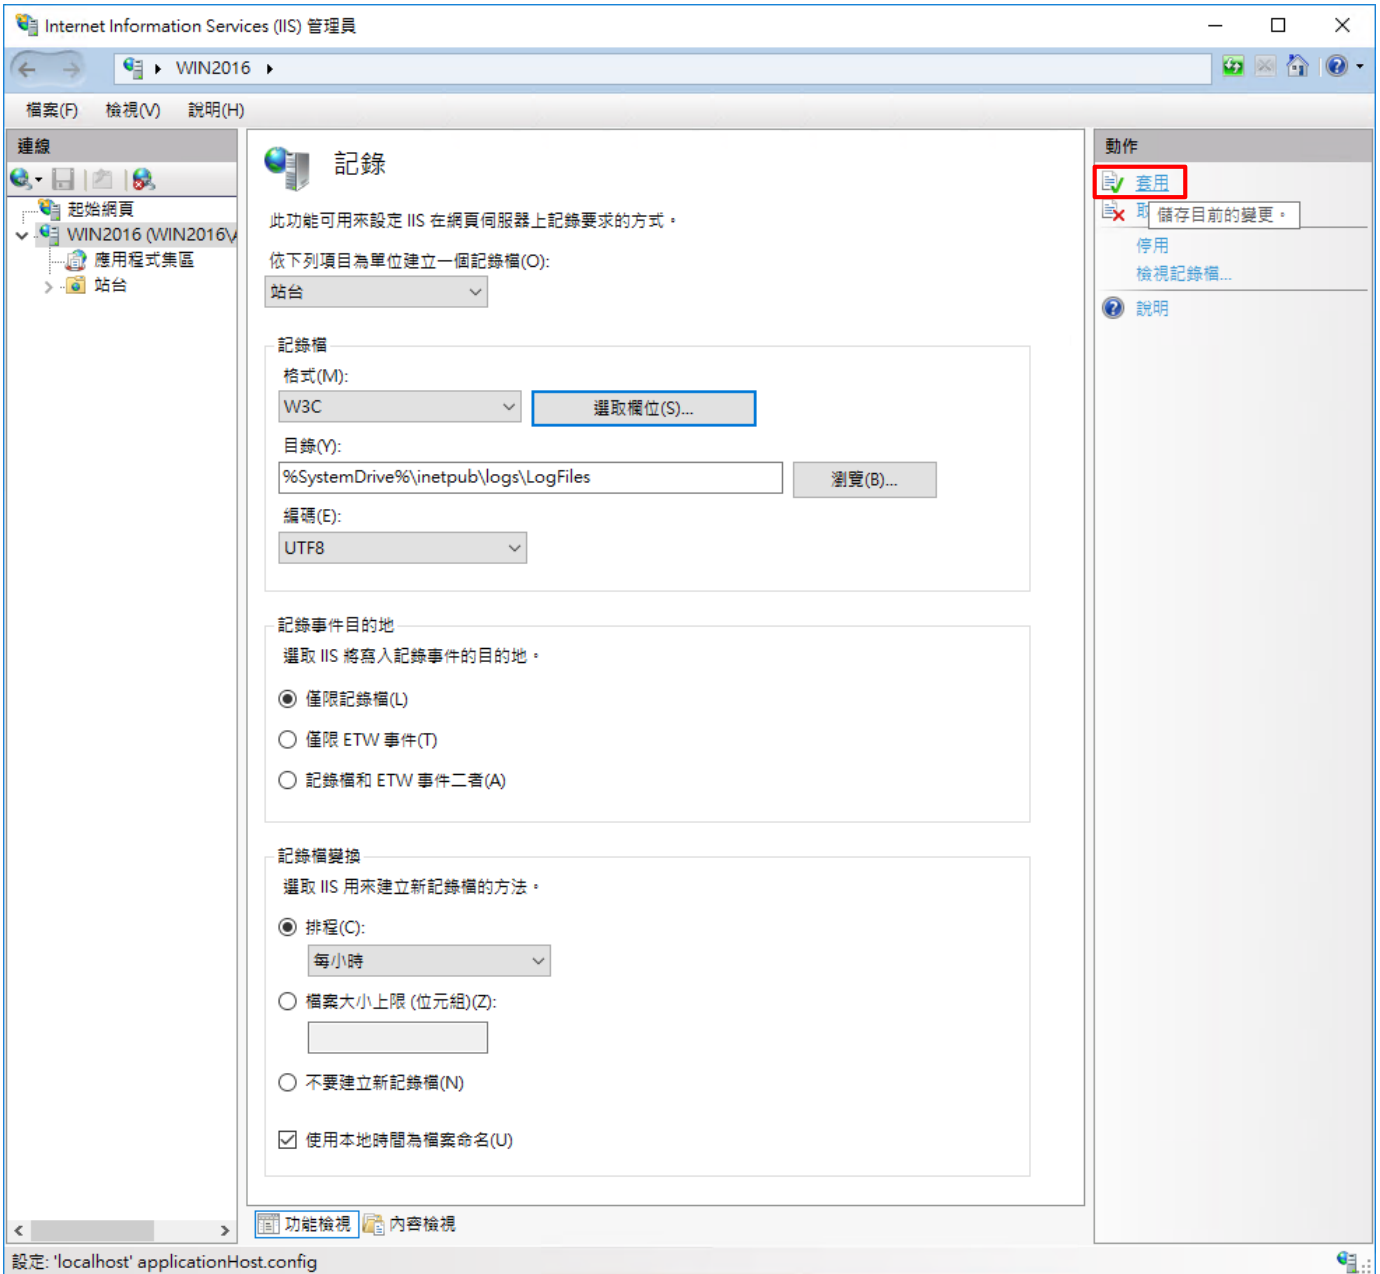 Internet Information Services (IIS) 管理員
WIN2016
檔案(F) 檢視(V) 說明(H)
連線
起始網頁
WIN2016 (WIN2016\
應用程式集區
站台
記錄
此功能可用來設定 IIS 在網頁伺服器上記錄要求的方式。
依下列項目為單位建立一個記錄檔(O):
站台
記錄檔
格式(M):
W3C
選取欄位(S)...
目錄(Y):
%SystemDrive%\inetpub\logs\LogFiles
瀏覽(B)...
編碼(E):
UTF8
記錄事件目的地
選取 IIS 將寫入記錄事件的目的地。
僅限記錄檔(L)
僅限 ETW 事件(T)
記錄檔和 ETW 事件二者(A)
記錄檔變換
選取 IIS 用來建立新記錄檔的方法。
排程(C):
每小時
檔案大小上限 (位元組)(Z):
不要建立新記錄檔(N)
使用本地時間為檔案命名(U)
功能檢視 內容檢視
動作
套用
取
儲存目前的變更。
停用
檢視記錄檔...
說明
設定: 'localhost' applicationHost.config